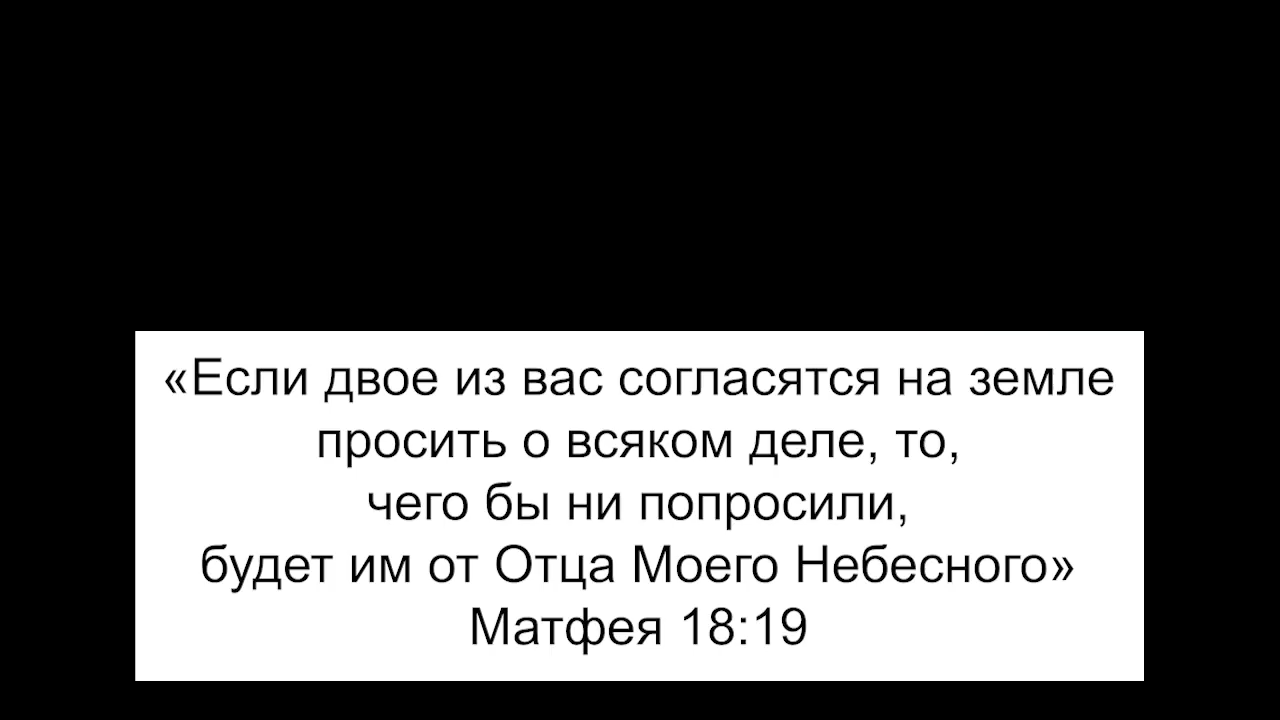 «Если двое из вас согласятся на земле
просить о всяком деле, то,
чего бы ни попросили,
будет им от Отца Моего Небесного»
Матфея 18:19